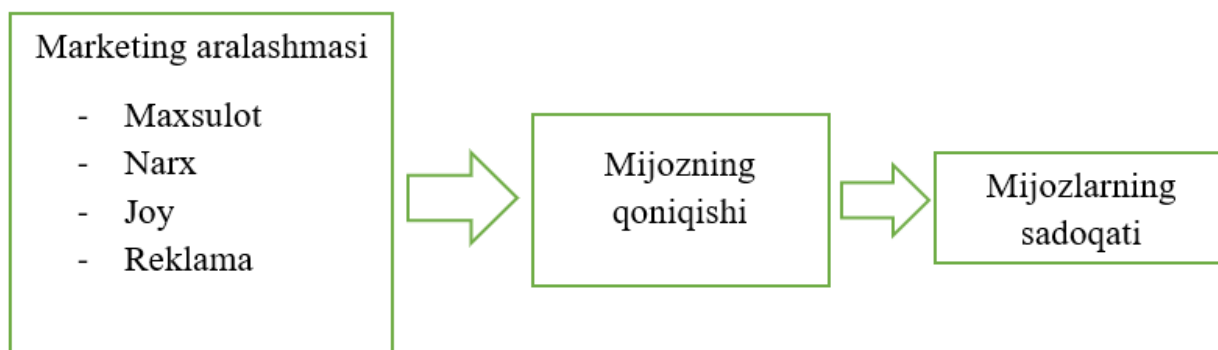 Marketing aralashmasi
- Maxsulot
- Narx
- Joy
- Reklama
Mijozning
qoniqishi
Mijozlarning
sadoqati